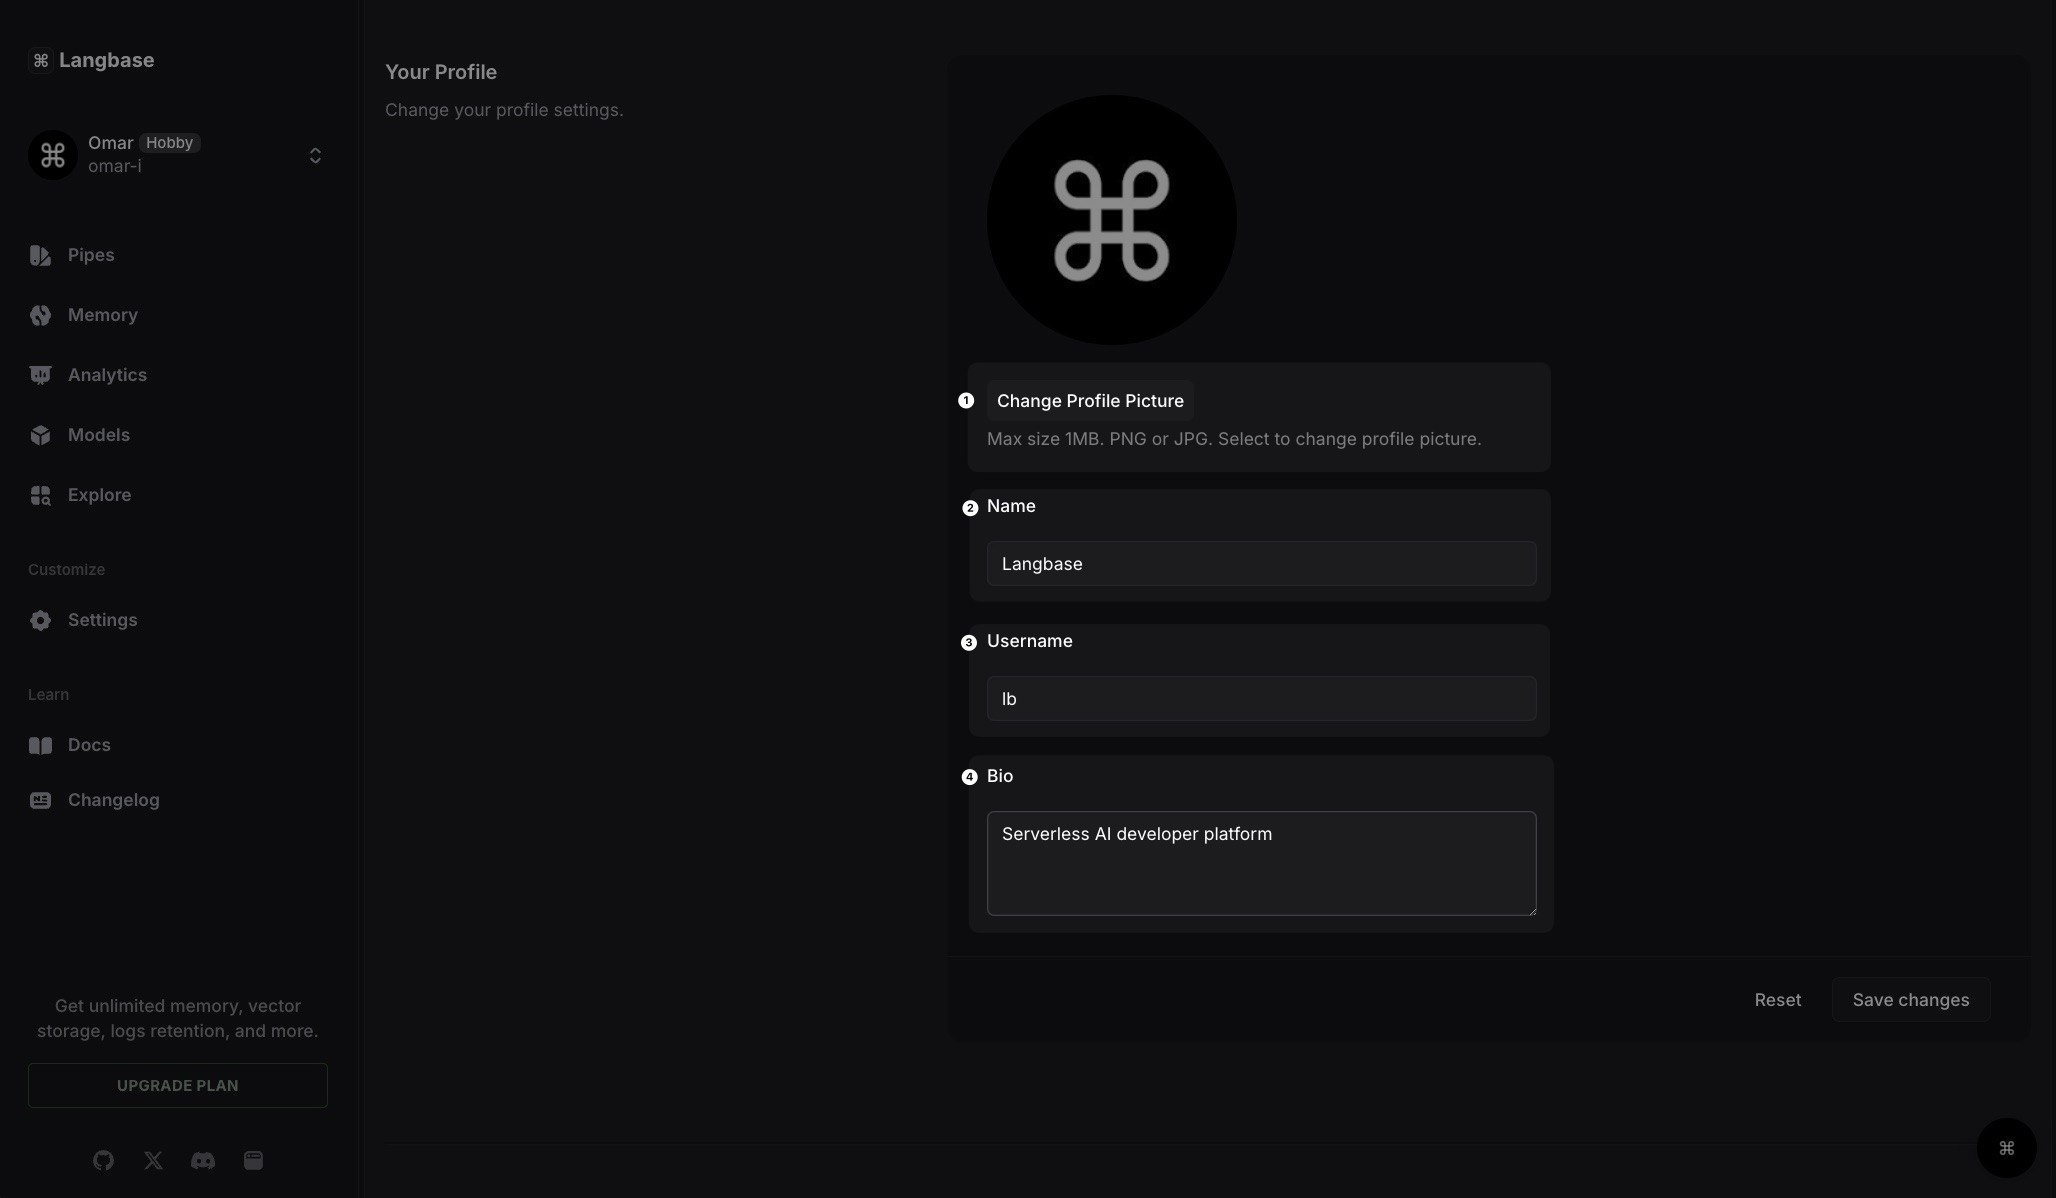 Langbase
Omar Hobby
omar-i
Pipes
Memory
Analytics
Models
Explore
Customize
Settings
Learn
Docs
Changelog
Get unlimited memory, vector
storage, logs retention, and more.
UPGRADE PLAN
Your Profile
Change your profile settings.
1 Change Profile Picture
Max size 1MB. PNG or JPG. Select to change profile picture.
2 Name
Langbase
3 Username
lb
4 Bio
Serverless AI developer platform
Reset
Save changes